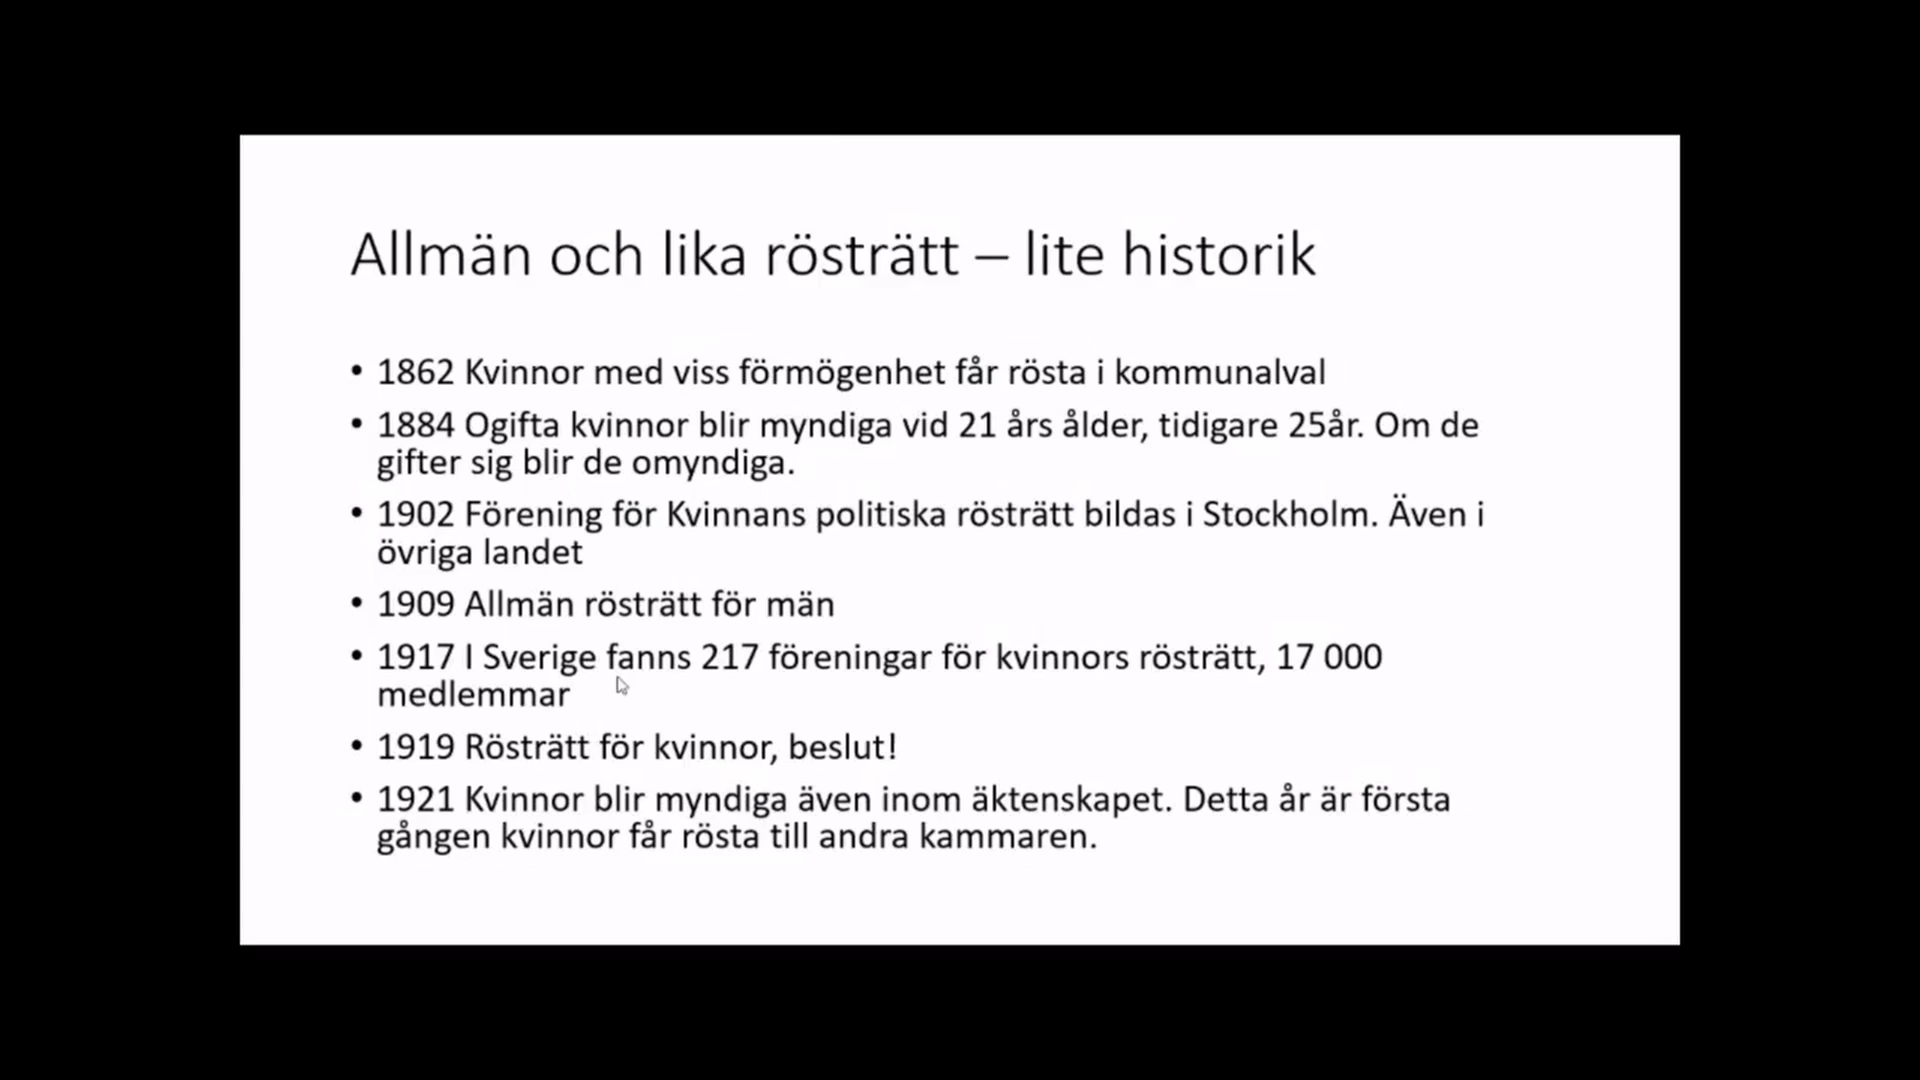 Allmän och lika rösträtt – lite historik
• 1862 Kvinnor med viss förmögenhet får rösta i kommunalval
• 1884 Ogifta kvinnor blir myndiga vid 21 års ålder, tidigare 25år. Om de
gifter sig blir de omyndiga.
• 1902 Förening för Kvinnans politiska rösträtt bildas i Stockholm. Även i
övriga landet
• 1909 Allmän rösträtt för män
• 1917 I Sverige fanns 217 föreningar för kvinnors rösträtt, 17 000
medlemmar
• 1919 Rösträtt för kvinnor, beslut!
• 1921 Kvinnor blir myndiga även inom äktenskapet. Detta år är första
gången kvinnor får rösta till andra kammaren.